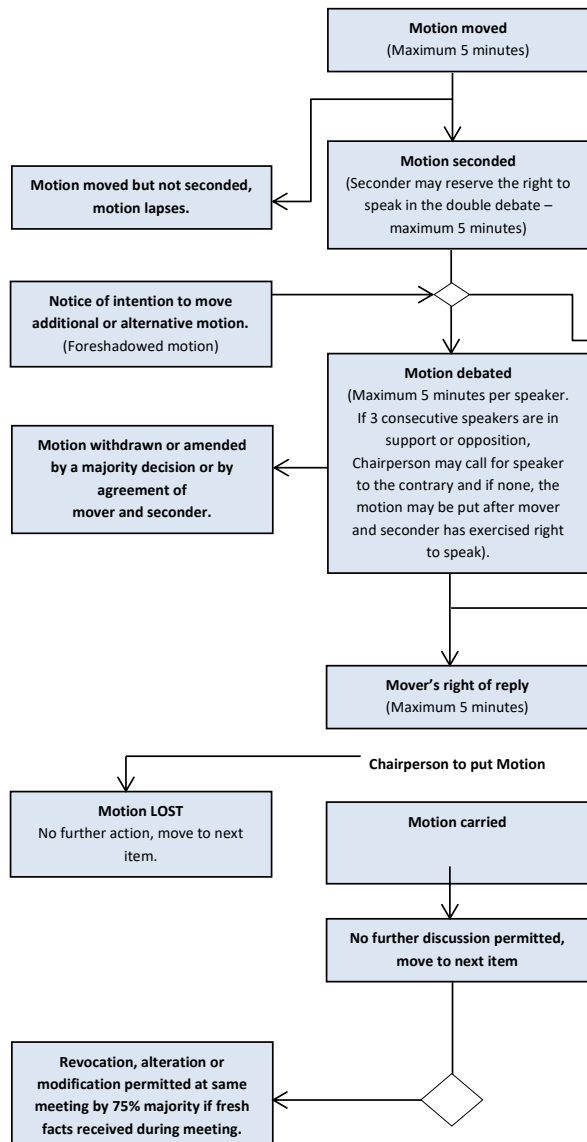 Motion moved
(Maximum 5 minutes)
Motion seconded
(Seconder may reserve the right to
speak in the double debate –
maximum 5 minutes)
Motion moved but not seconded,
motion lapses.
Notice of intention to move
additional or alternative motion.
(Foreshadowed motion)
Motion debated
(Maximum 5 minutes per speaker.
If 3 consecutive speakers are in
support or opposition,
Chairperson may call for speaker
to the contrary and if none, the
motion may be put after mover
and seconder has exercised right
to speak).
Motion withdrawn or amended
by a majority decision or by
agreement of
mover and seconder.
Mover’s right of reply
(Maximum 5 minutes)
Chairperson to put Motion
Motion LOST
No further action, move to next
item.
Motion carried
No further discussion permitted,
move to next item
Revocation, alteration or
modification permitted at same
meeting by 75% majority if fresh
facts received during meeting.